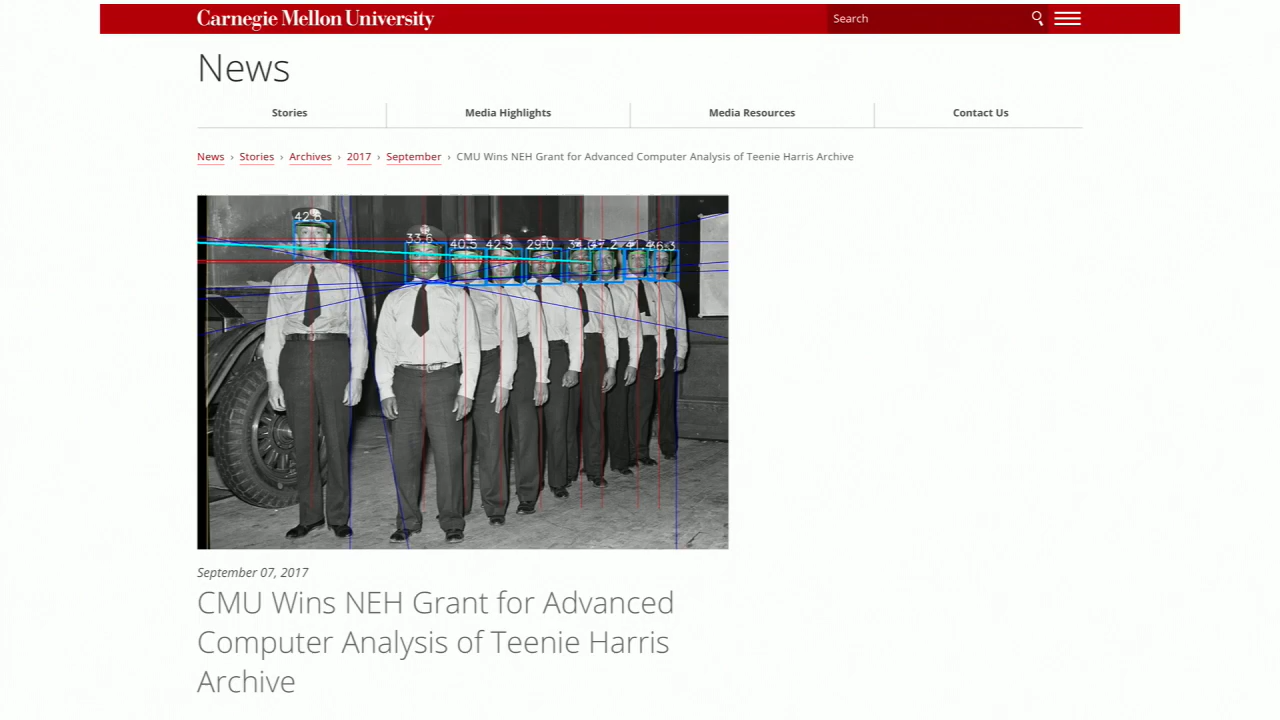 Carnegie Mellon University
Search
News
Stories
Media Highlights
Media Resources
Contact Us
News › Stories › Archives › 2017 › September › CMU Wins NEH Grant for Advanced Computer Analysis of Teenie Harris Archive
42.6
33.6
40.5
42.3
29.0
September 07, 2017
CMU Wins NEH Grant for Advanced
Computer Analysis of Teenie Harris
Archive